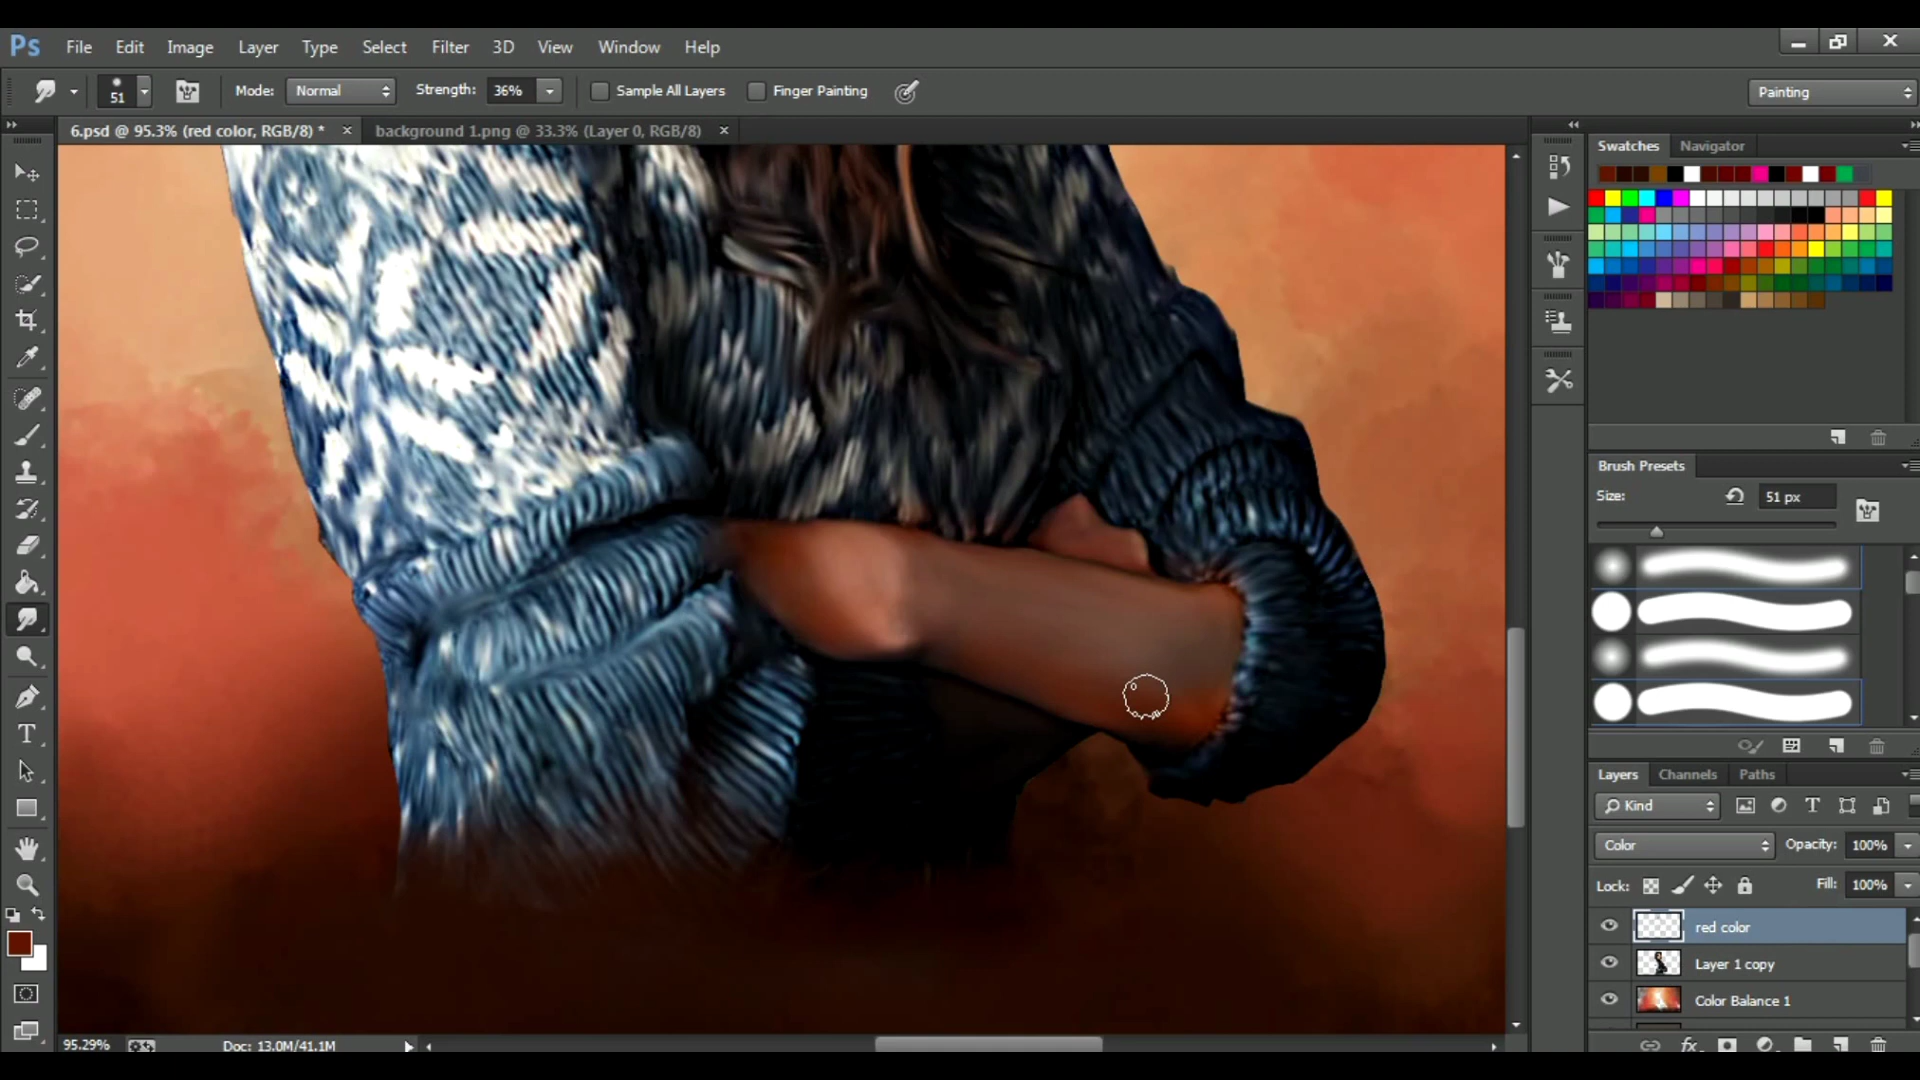 Ps File Edit Image Layer Type Select Filter 3D View Window Help
51 Mode: Normal Strength: 36% Sample All Layers Finger Painting Painting
6.psd @ 95.3% (red color, RGB/8) * × background 1.png @ 33.3% (Layer 0, RGB/8) ×
Swatches Navigator
Brush Presets
Size: 51 px
Layers Channels Paths
Kind
Color Opacity: 100%
Lock: Fill: 100%
red color
Layer 1 copy
Color Balance 1
95.29% Doc: 13.0M/41.1M
fx